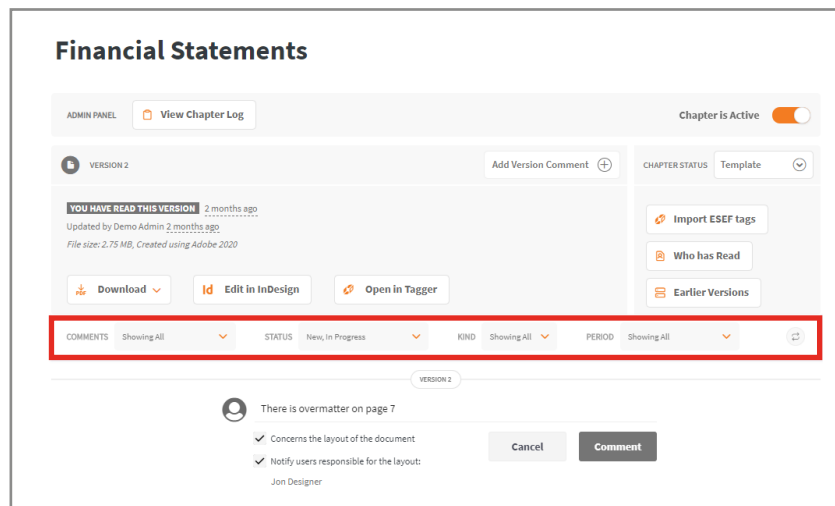 Financial Statements
ADMIN PANEL View Chapter Log Chapter is Active
VERSION 2 Add Version Comment CHAPTER STATUS Template
YOU HAVE READ THIS VERSION 2 months ago
Updated by Demo Admin 2 months ago
File size: 2.75 MB, Created using Adobe 2020
Import ESEF tags
Who has Read
Earlier Versions
PDF Download Id Edit in InDesign Open in Tagger
COMMENTS Showing All STATUS New, In Progress KIND Showing All PERIOD Showing All
VERSION 2
There is overmatter on page 7
Concerns the layout of the document
Notify users responsible for the layout:
Jon Designer
Cancel Comment